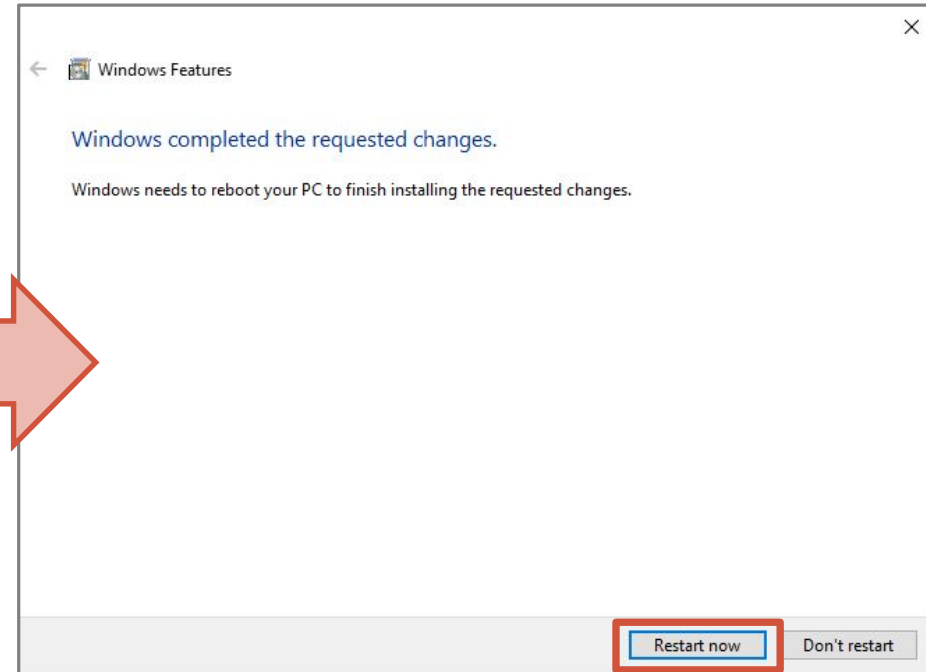 Windows Features
Windows completed the requested changes.
Windows needs to reboot your PC to finish installing the requested changes.
Restart now
Don't restart